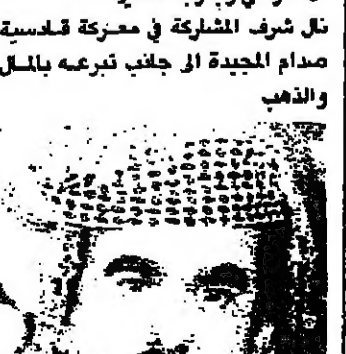 نال شرف المشاركة في معركة قادسية
صدام المجيدة الى جانب تبرعه بالمال
والذهب